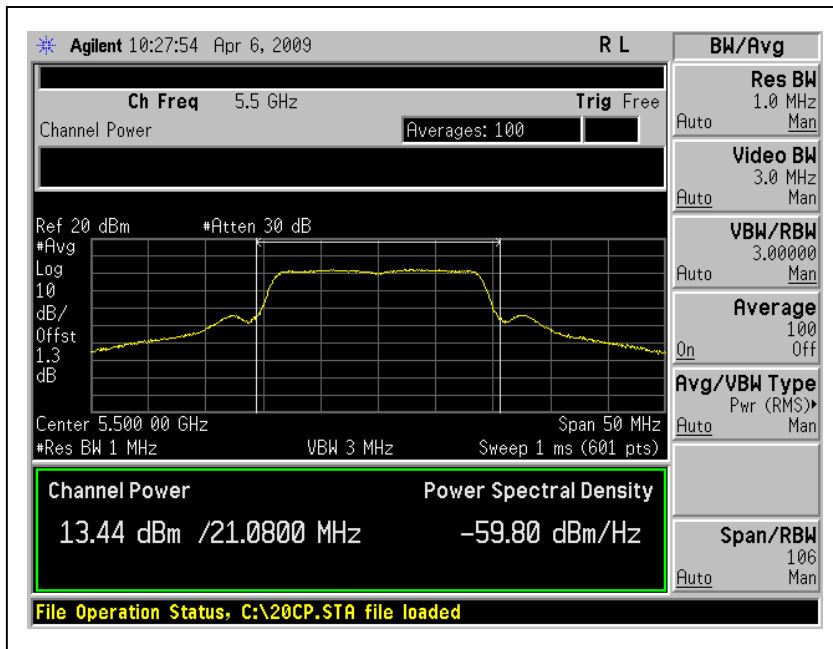 Agilent 10:27:54 Apr 6, 2009 R L
BW/Avg
Ch Freq 5.5 GHz Trig Free
Channel Power Averages: 100
Res BW
1.0 MHz
Auto Man
Video BW
3.0 MHz
Auto Man
VBW/RBW
3.00000
Auto Man
Average
100
On Off
Avg/VBW Type
Pwr (RMS)
Auto Man
Span/RBW
106
Auto Man
Ref 20 dBm #Atten 30 dB
#Avg
Log
10
dB/
Offst
1.3
dB
Center 5.500 00 GHz Span 50 MHz
#Res BW 1 MHz VBW 3 MHz Sweep 1 ms (601 pts)
Channel Power Power Spectral Density
13.44 dBm /21.0800 MHz -59.80 dBm/Hz
File Operation Status, C:\20CP.STA file loaded